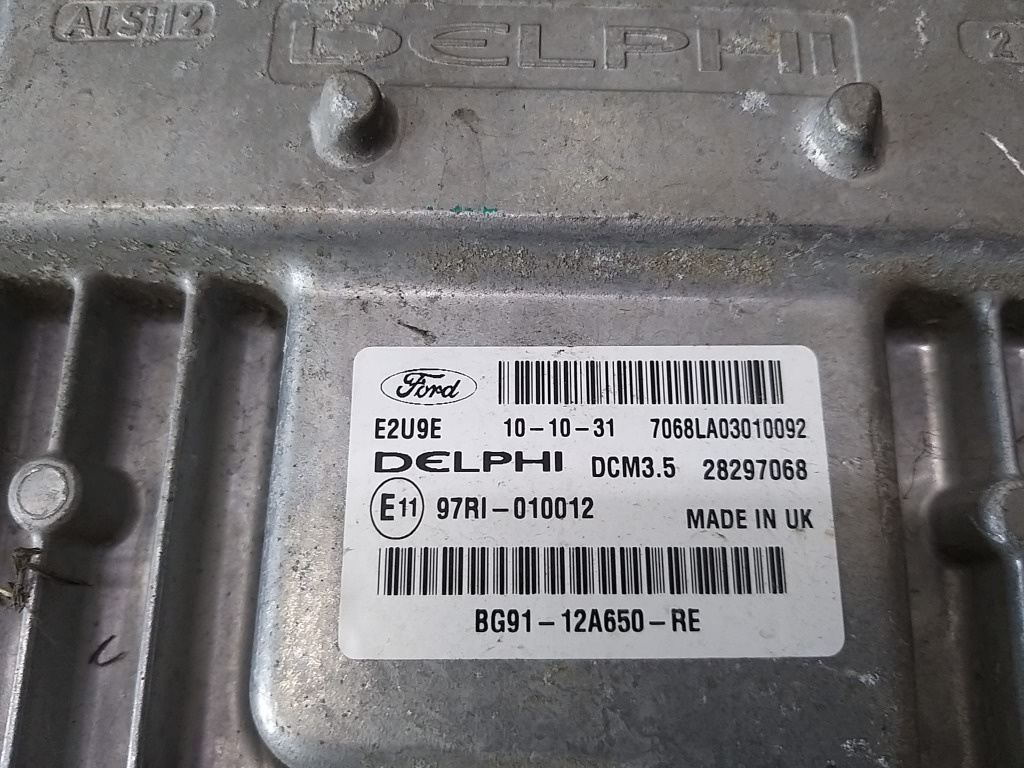 AlSi12
DELPHI
2
Ford
E2U9E 10-10-31 7068LA03010092
DELPHI DCM3.5 28297068
E11 97RI-010012
MADE IN UK
BG91-12A650-RE